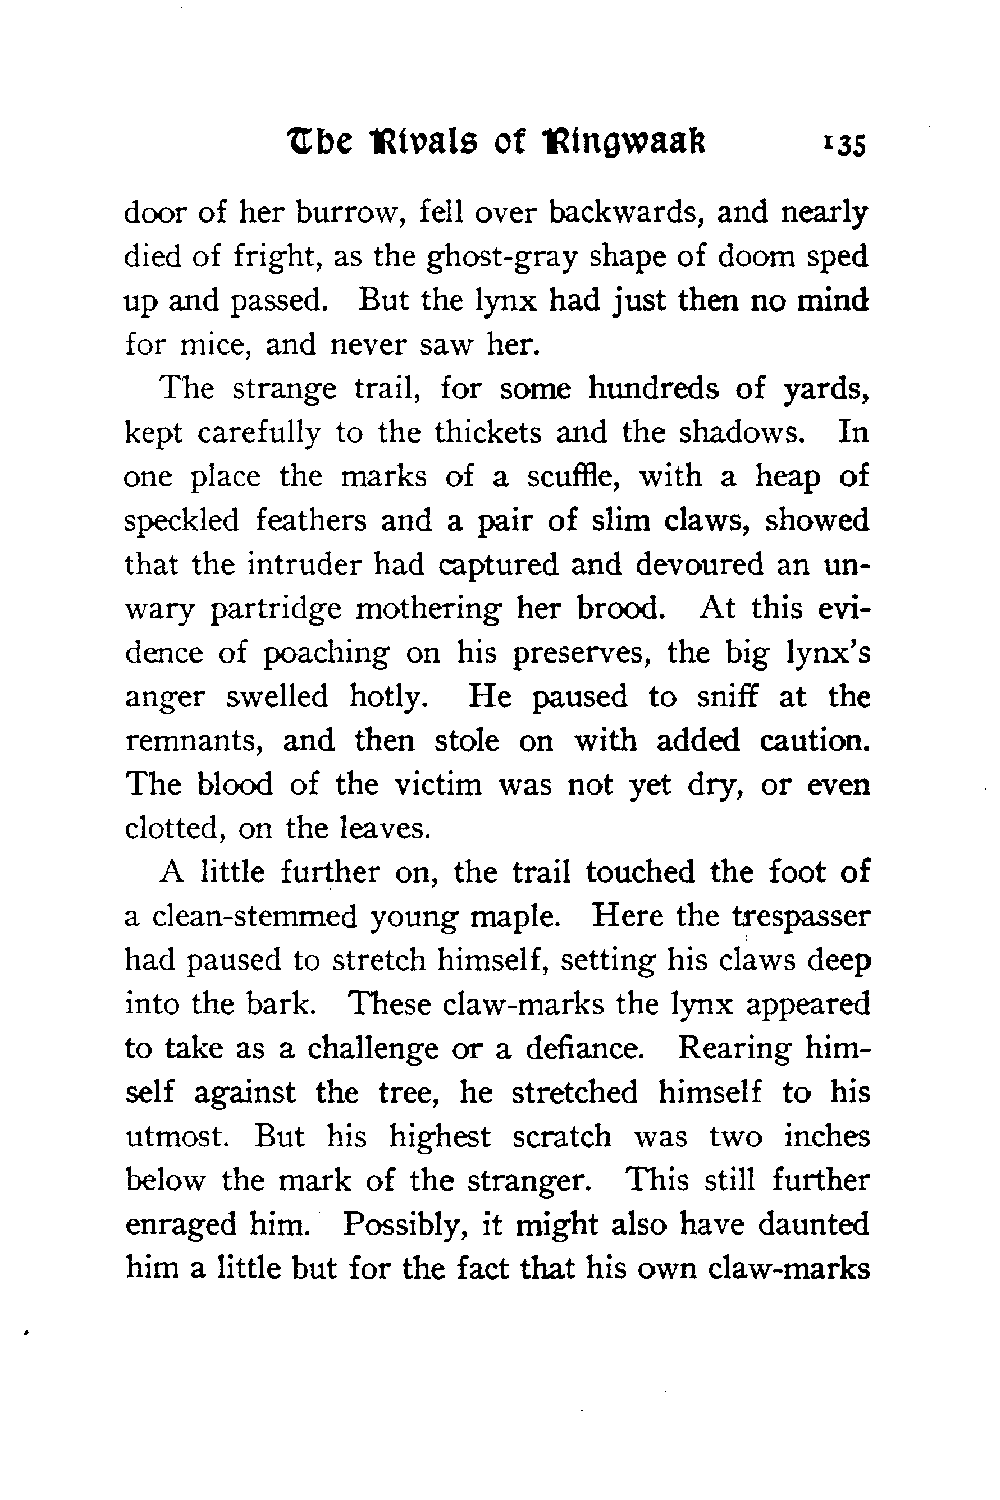 The Rivals of Ringwaak 135
door of her burrow, fell over backwards, and nearly
died of fright, as the ghost-gray shape of doom sped
up and passed. But the lynx had just then no mind
for mice, and never saw her.
The strange trail, for some hundreds of yards,
kept carefully to the thickets and the shadows. In
one place the marks of a scuffle, with a heap of
speckled feathers and a pair of slim claws, showed
that the intruder had captured and devoured an un-
wary partridge mothering her brood. At this evi-
dence of poaching on his preserves, the big lynx's
anger swelled hotly. He paused to sniff at the
remnants, and then stole on with added caution.
The blood of the victim was not yet dry, or even
clotted, on the leaves.
A little further on, the trail touched the foot of
a clean-stemmed young maple. Here the trespasser
had paused to stretch himself, setting his claws deep
into the bark. These claw-marks the lynx appeared
to take as a challenge or a defiance. Rearing him-
self against the tree, he stretched himself to his
utmost. But his highest scratch was two inches
below the mark of the stranger. This still further
enraged him. Possibly, it might also have daunted
him a little but for the fact that his own claw-marks